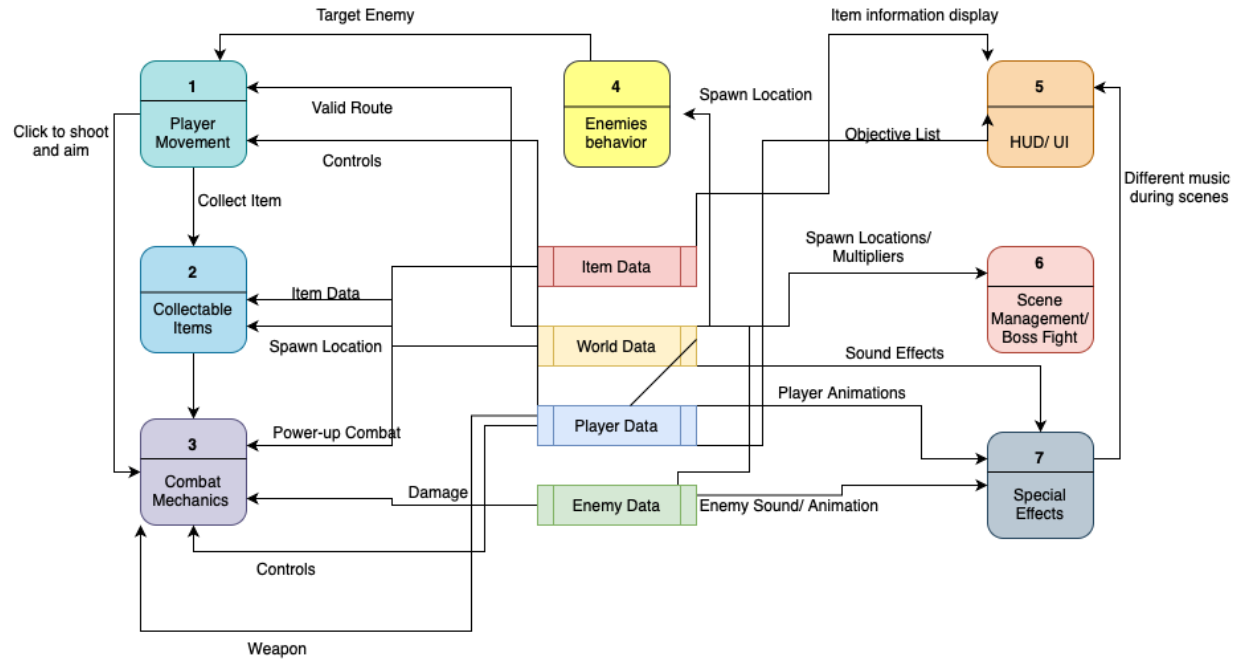 Target Enemy
Item information display
1
Player
Movement
4
Enemies
behavior
5
HUD/ UI
Valid Route
Spawn Location
Click to shoot
and aim
Controls
Objective List
Collect Item
Different music
during scenes
2
Collectable
Items
Item Data
Item Data
Spawn Locations/
Multipliers
6
Scene
Management/
Boss Fight
Spawn Location
World Data
Sound Effects
Player Animations
3
Combat
Mechanics
Power-up Combat
Player Data
7
Special
Effects
Damage
Enemy Data
Enemy Sound/ Animation
Controls
Weapon